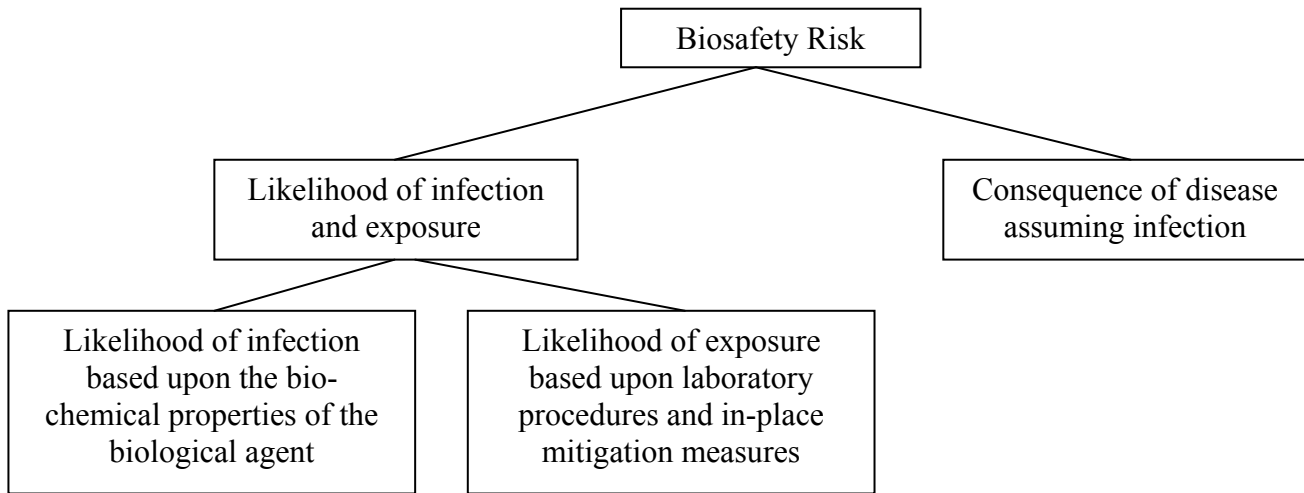 Biosafety Risk
Likelihood of infection
and exposure
Consequence of disease
assuming infection
Likelihood of infection
based upon the bio-
chemical properties of the
biological agent
Likelihood of exposure
based upon laboratory
procedures and in-place
mitigation measures